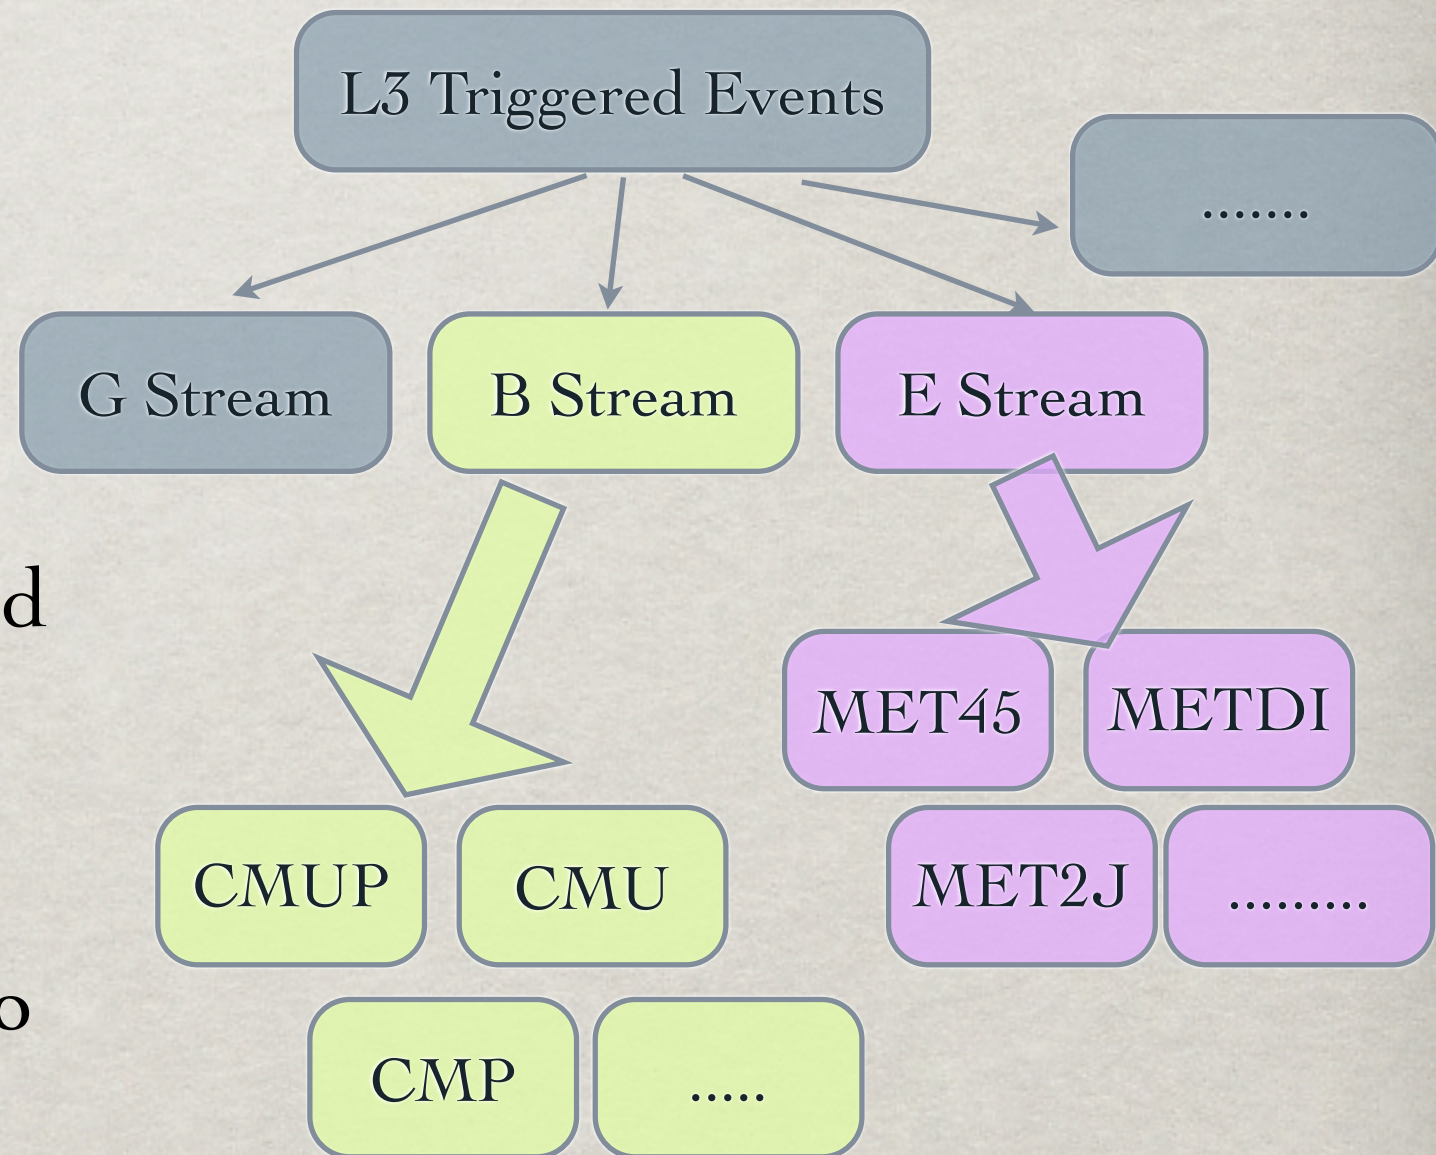 L3 Triggered Events
.......
G Stream
B Stream
E Stream
d
MET45
METDI
CMUP
CMU
MET2J
.........
o
CMP
.....